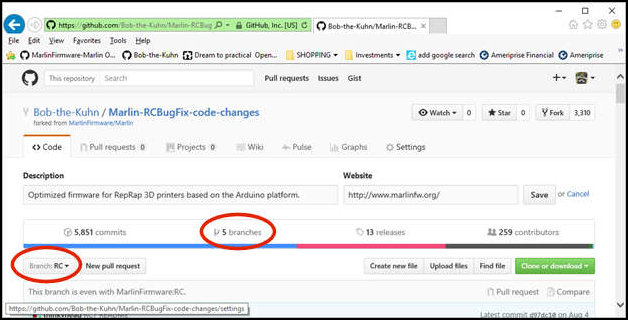 https://github.com/Bob-the-Kuhn/Marlin-RCBug GitHub, Inc. [US] Bob-the-Kuhn/Marlin-RC...
File Edit View Favorites Tools Help
MarlinFirmware-Marlin O... Bob-the-Kuhn Dream to practical Open... SHOPPING Investments add google search Ameriprise Financial Ameriprise
This repository Search Pull requests Issues Gist
Bob-the-Kuhn / Marlin-RCBugFix-code-changes Watch 0 Star 0 Fork 3,310
forked from MarlinFirmware/Marlin
Code Pull requests 0 Projects 0 Wiki Pulse Graphs Settings
Description Website
Optimized firmware for RepRap 3D printers based on the Arduino platform. http://www.marlinfw.org/ Save or Cancel
5,851 commits 5 branches 13 releases 259 contributors
Branch: RC New pull request Create new file Upload files Find file Clone or download
This branch is even with MarlinFirmware:RC. Pull request Compare
https://github.com/Bob-the-Kuhn/Marlin-RCBugFix-code-changes/settings
Latest commit d97dc10 on Aug 4